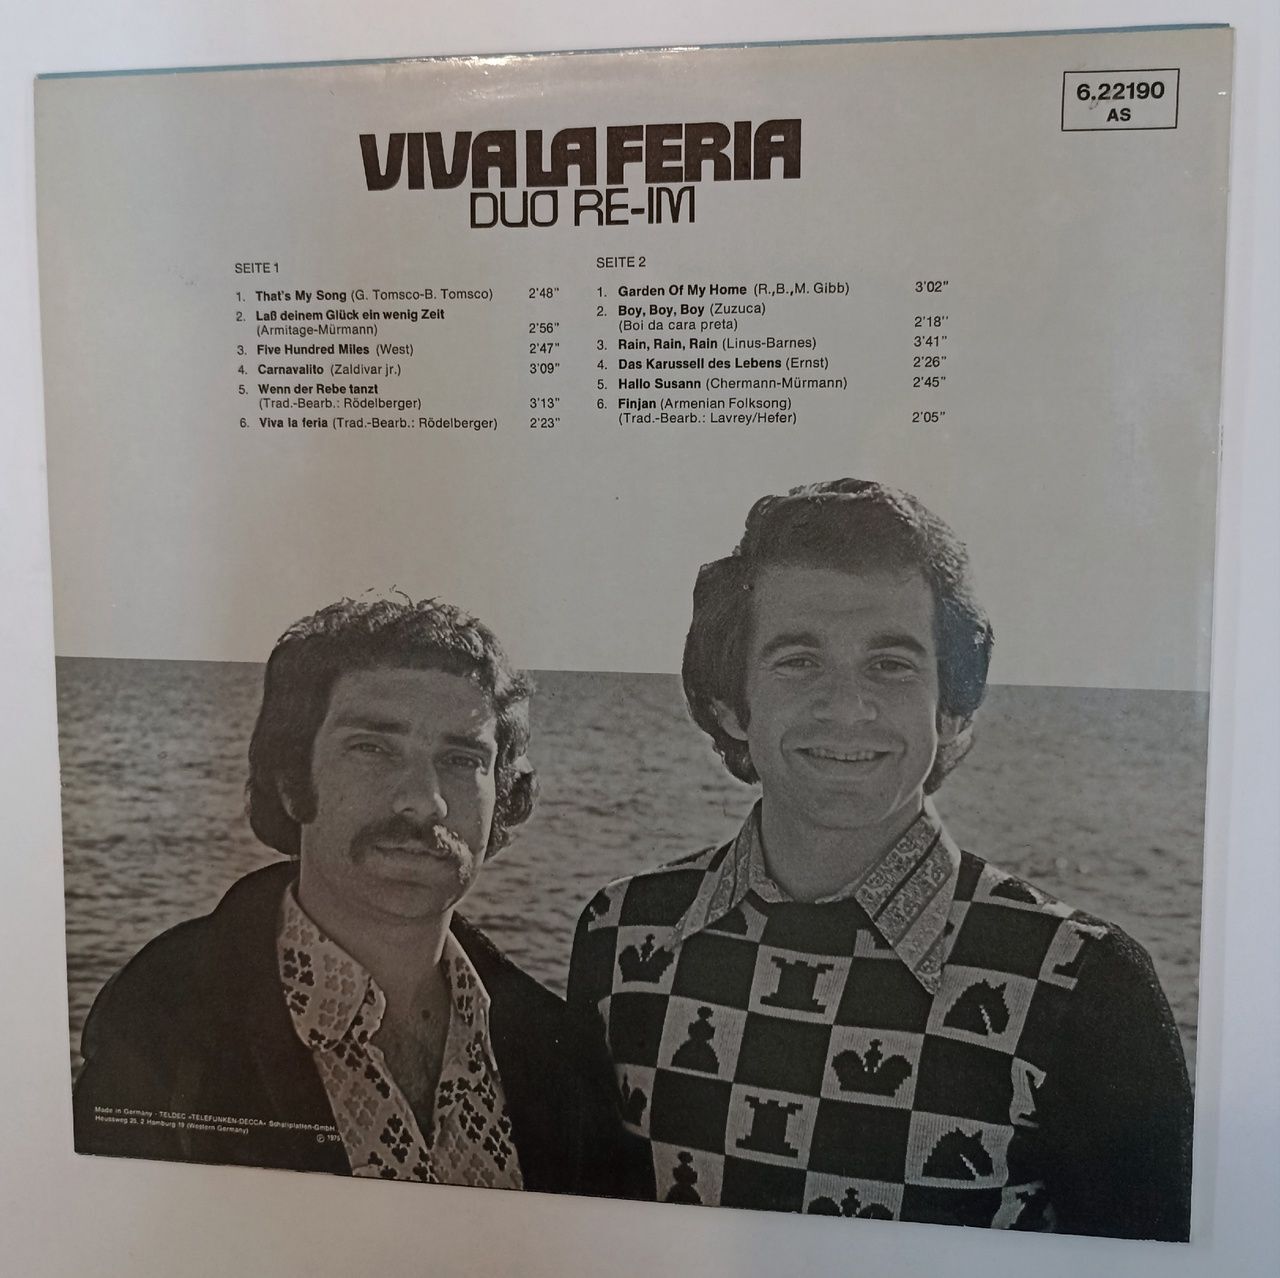 6.22190
AS
VIVA LA FERIA
DUO RE-IM
SEITE 1
1. That's My Song (G. Tomsco-B. Tomsco) 2'48"
2. Laß deinem Glück ein wenig Zeit
(Armitage-Mürmann) 2'56"
3. Five Hundred Miles (West) 2'47"
4. Carnavalito (Zaldivar jr.) 3'09"
5. Wenn der Rebe tanzt
(Trad.-Bearb.: Rödelberger) 3'13"
6. Viva la feria (Trad.-Bearb.: Rödelberger) 2'23"
SEITE 2
1. Garden Of My Home (R.,B.,M. Gibb) 3'02"
2. Boy, Boy, Boy (Zuzuca)
(Boi da cara preta) 2'18''
3. Rain, Rain, Rain (Linus-Barnes) 3'41"
4. Das Karussell des Lebens (Ernst) 2'26"
5. Hallo Susann (Chermann-Mürmann) 2'45"
6. Finjan (Armenian Folksong)
(Trad.-Bearb.: Lavrey/Hefer) 2'05"
Made in Germany · TELDEC »TELEFUNKEN-DECCA« Schallplatten-GmbH
Heussweg 25, 2 Hamburg 19 (Western Germany)
℗ 1975